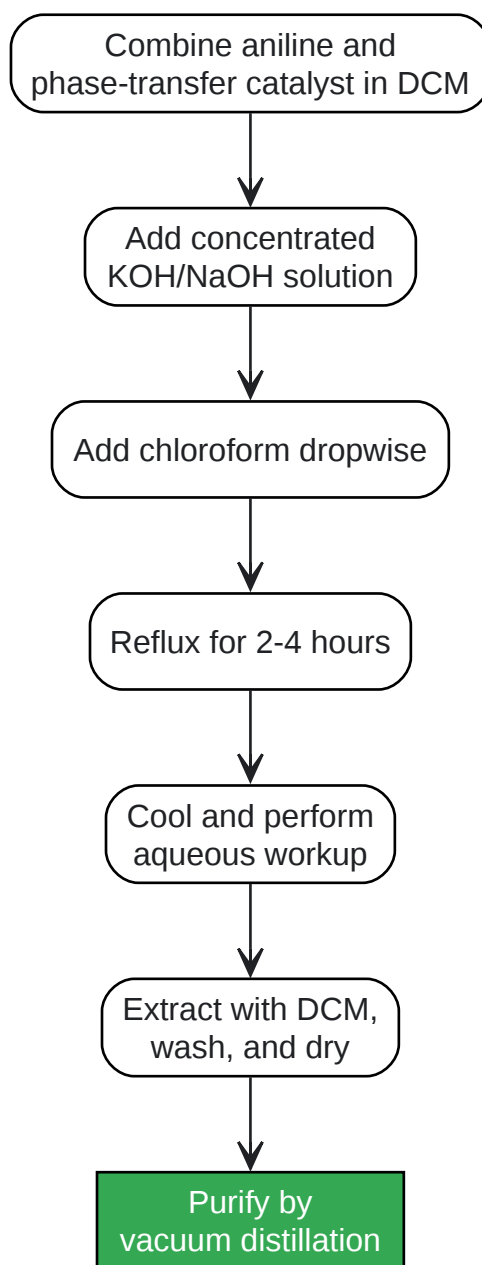 Combine aniline and
phase-transfer catalyst in DCM
Add concentrated
KOH/NaOH solution
Add chloroform dropwise
Reflux for 2-4 hours
Cool and perform
aqueous workup
Extract with DCM,
wash, and dry
Purify by
vacuum distillation